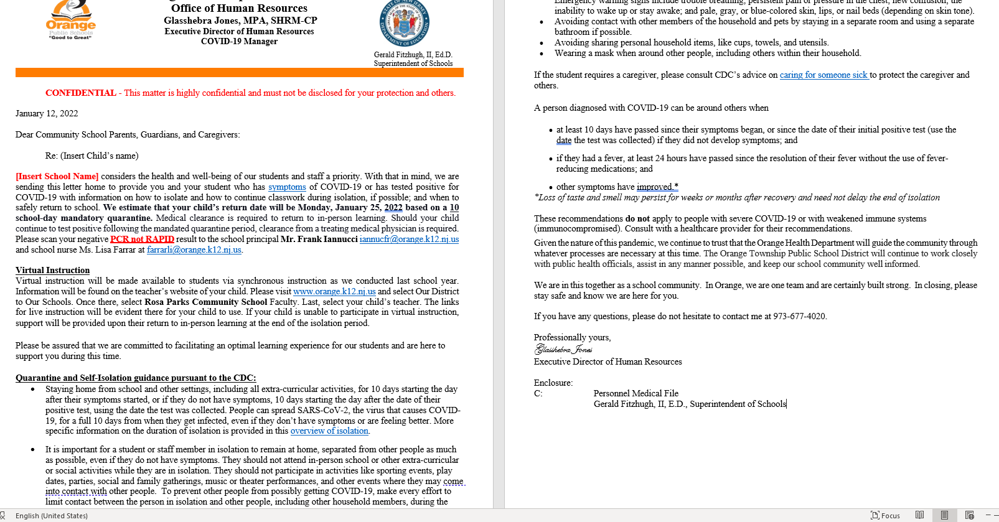 Orange
Public Schools
"Good to Great"
Office of Human Resources
Glasshebra Jones, MPA, SHRM-CP
Executive Director of Human Resources
COVID-19 Manager
STATE OF NEW JERSEY
DEPARTMENT OF EDUCATION
Gerald Fitzhugh, II, Ed.D.
Superintendent of Schools
CONFIDENTIAL - This matter is highly confidential and must not be disclosed for your protection and others.
January 12, 2022
Dear Community School Parents, Guardians, and Caregivers:
Re: (Insert Child's name)
[Insert School Name] considers the health and well-being of our students and staff a priority. With that in mind, we are
sending this letter home to provide you and your student who has symptoms of COVID-19 or has tested positive for
COVID-19 with information on how to isolate and how to continue classwork during isolation, if possible; and when to
safely return to school. We estimate that your child's return date will be Monday, January 25, 2022 based on a 10
school-day mandatory quarantine. Medical clearance is required to return to in-person learning. Should your child
continue to test positive following the mandated quarantine period, clearance from a treating medical physician is required.
Please scan your negative PCR not RAPID result to the school principal Mr. Frank Iannucci iannucfr@orange.k12.nj.us
and school nurse Ms. Lisa Farrar at farrarli@orange.k12.nj.us.
Virtual Instruction
Virtual instruction will be made available to students via synchronous instruction as we conducted last school year.
Information will be found on the teacher's website of your child. Please visit www.orange.k12.nj.us and select Our District
to Our Schools. Once there, select Rosa Parks Community School Faculty. Last, select your child's teacher. The links
for live instruction will be evident there for your child to use. If your child is unable to participate in virtual instruction,
support will be provided upon their return to in-person learning at the end of the isolation period.
Please be assured that we are committed to facilitating an optimal learning experience for our students and are here to
support you during this time.
Quarantine and Self-Isolation guidance pursuant to the CDC:
• Staying home from school and other settings, including all extra-curricular activities, for 10 days starting the day
after their symptoms started, or if they do not have symptoms, 10 days starting the day after the date of their
positive test, using the date the test was collected. People can spread SARS-CoV-2, the virus that causes COVID-
19, for a full 10 days from when they get infected, even if they don't have symptoms or are feeling better. More
specific information on the duration of isolation is provided in this overview of isolation.
• It is important for a student or staff member in isolation to remain at home, separated from other people as much
as possible, even if they do not have symptoms. They should not attend in-person school or other extra-curricular
or social activities while they are in isolation. They should not participate in activities like sporting events, play
dates, parties, social and family gatherings, music or theater performances, and other events where they may come
into contact with other people. To prevent other people from possibly getting COVID-19, make every effort to
limit contact between the person in isolation and other people, including other household members, during the
Emergency warning signs include trouble breathing, persistent pain or pressure in the chest, new confusion, the
inability to wake up or stay awake; and pale, gray, or blue-colored skin, lips, or nail beds (depending on skin tone).
• Avoiding contact with other members of the household and pets by staying in a separate room and using a separate
bathroom if possible.
• Avoiding sharing personal household items, like cups, towels, and utensils.
• Wearing a mask when around other people, including others within their household.
If the student requires a caregiver, please consult CDC's advice on caring for someone sick to protect the caregiver and
others.
A person diagnosed with COVID-19 can be around others when
• at least 10 days have passed since their symptoms began, or since the date of their initial positive test (use the
date the test was collected) if they did not develop symptoms; and
• if they had a fever, at least 24 hours have passed since the resolution of their fever without the use of fever-
reducing medications; and
• other symptoms have improved.*
*Loss of taste and smell may persist for weeks or months after recovery and need not delay the end of isolation
These recommendations do not apply to people with severe COVID-19 or with weakened immune systems
(immunocompromised). Consult with a healthcare provider for their recommendations.
Given the nature of this pandemic, we continue to trust that the Orange Health Department will guide the community through
whatever processes are necessary at this time. The Orange Township Public School District will continue to work closely
with public health officials, assist in any manner possible, and keep our school community well informed.
We are in this together as a school community. In Orange, we are one team and are certainly built strong. In closing, please
stay safe and know we are here for you.
If you have any questions, please do not hesitate to contact me at 973-677-4020.
Professionally yours,
Glasshebra Jones
Executive Director of Human Resources
Enclosure:
C: Personnel Medical File
Gerald Fitzhugh, II, E.D., Superintendent of Schools
English (United States)
Focus